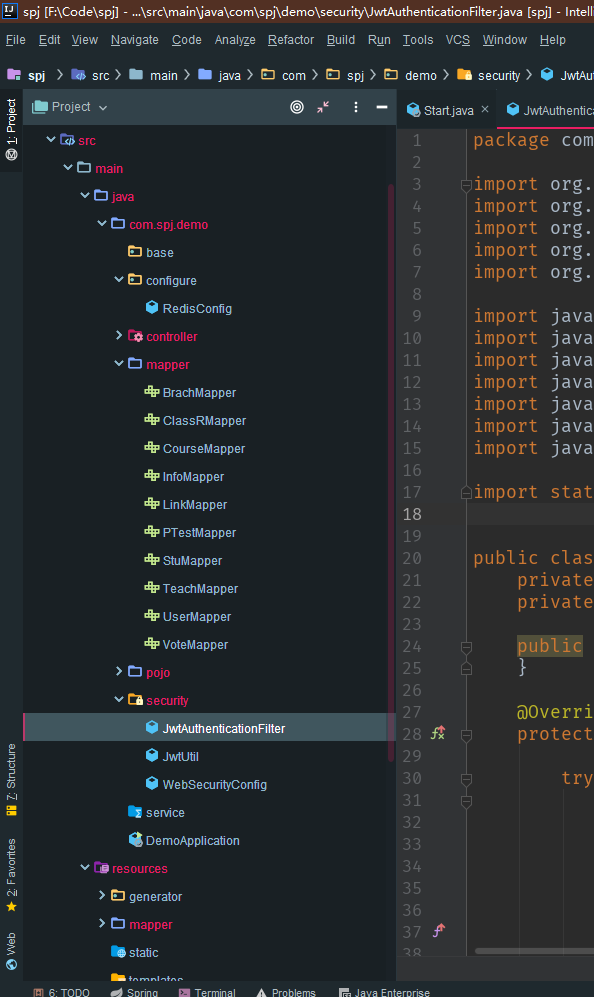 spj [F:\Code\spj] - ...\src\main\java\com\spj\demo\security\JwtAuthenticationFilter.java [spj] - Intelli
File Edit View Navigate Code Analyze Refactor Build Run Tools VCS Window Help
spj src main java com spj demo security JwtAut
1: Project
Project
Start.java
JwtAuthentic
src
main
java
com.spj.demo
base
configure
RedisConfig
controller
mapper
BrachMapper
ClassRMapper
CourseMapper
InfoMapper
LinkMapper
PTestMapper
StuMapper
TeachMapper
UserMapper
VoteMapper
pojo
security
JwtAuthenticationFilter
JwtUtil
WebSecurityConfig
service
DemoApplication
resources
generator
mapper
static
templates
7: Structure
2: Favorites
Web
1 package com
2
3 import org.
4 import org.
5 import org.
6 import org.
7 import org.
8
9 import java
10 import java
11 import java
12 import java
13 import java
14 import java
15 import java
16
17 import stat
18
19
20 public clas
21 private
22 private
23
24 public
25 }
26
27 @Overri
28 protect
29
30 try
31
32
33
34
35
36
37
38
6: TODO Spring Terminal Problems Java Enterprise